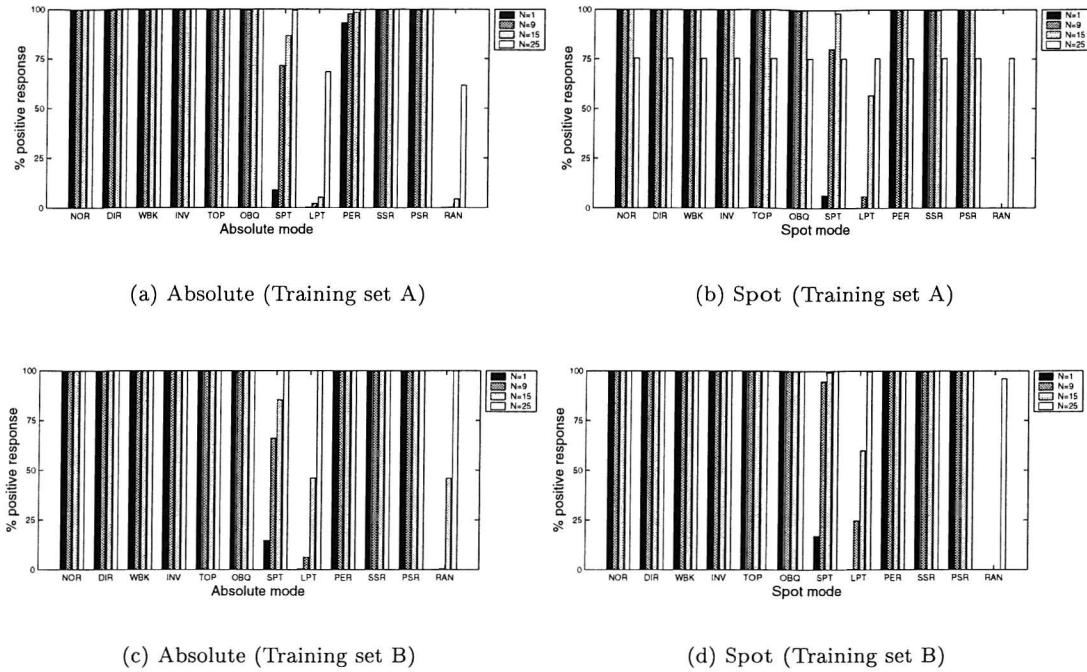 100
75
50
25
0
% positive response
NOR DIR WBK INV TOP OBQ SPT LPT PER SSR PSR RAN
Absolute mode
N=1
N=9
N=15
N=25
(a) Absolute (Training set A)
100
75
50
25
0
% positive response
NOR DIR WBK INV TOP OBQ SPT LPT PER SSR PSR RAN
Spot mode
N=1
N=9
N=15
N=25
(b) Spot (Training set A)
100
75
50
25
0
% positive response
NOR DIR WBK INV TOP OBQ SPT LPT PER SSR PSR RAN
Absolute mode
N=1
N=9
N=15
N=25
(c) Absolute (Training set B)
100
75
50
25
0
% positive response
NOR DIR WBK INV TOP OBQ SPT LPT PER SSR PSR RAN
Spot mode
N=1
N=9
N=15
N=25
(d) Spot (Training set B)